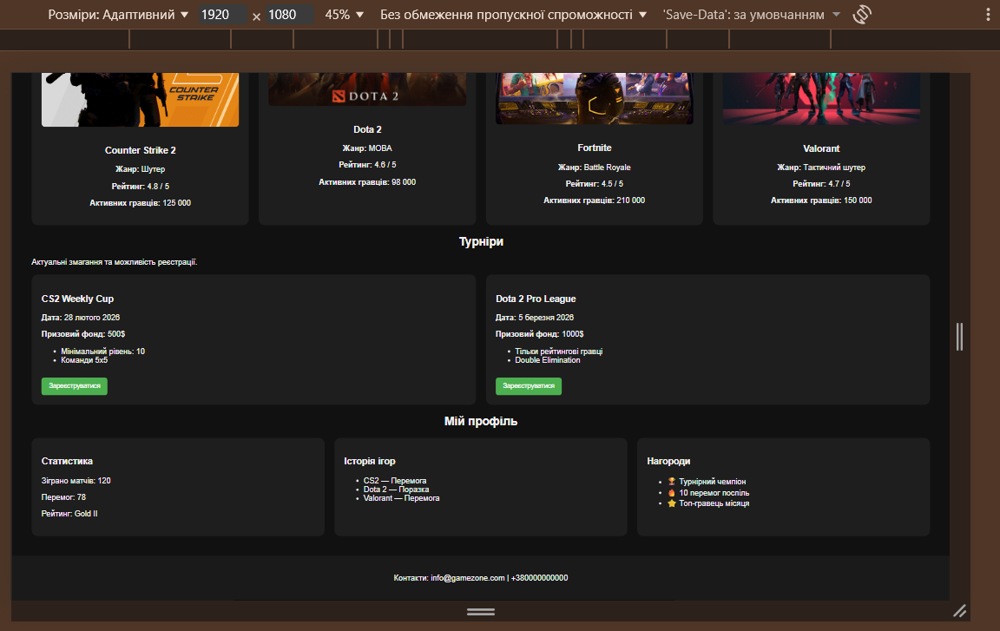 Розміри: Адаптивний 1920 × 1080 45% Без обмеження пропускної спроможності 'Save-Data': за умовчанням
COUNTER
STRIKE
DOTA 2
Counter Strike 2
Жанр: Шутер
Рейтинг: 4.8 / 5
Активних гравців: 125 000
Dota 2
Жанр: MOBA
Рейтинг: 4.6 / 5
Активних гравців: 98 000
Fortnite
Жанр: Battle Royale
Рейтинг: 4.5 / 5
Активних гравців: 210 000
Valorant
Жанр: Тактичний шутер
Рейтинг: 4.7 / 5
Активних гравців: 150 000
Турніри
Актуальні змагання та можливість реєстрації.
CS2 Weekly Cup
Дата: 28 лютого 2026
Призовий фонд: 500$
• Мінімальний рівень: 10
• Команди 5x5
Зареєструватися
Dota 2 Pro League
Дата: 5 березня 2026
Призовий фонд: 1000$
• Тільки рейтингові гравці
• Double Elimination
Зареєструватися
Мій профіль
Статистика
Зіграно матчів: 120
Перемог: 78
Рейтинг: Gold II
Історія ігор
• CS2 — Перемога
• Dota 2 — Поразка
• Valorant — Перемога
Нагороди
• 🏆 Турнірний чемпіон
• 🔥 10 перемог поспіль
• ⭐ Топ-гравець місяця
Контакти: info@gamezone.com | +380000000000